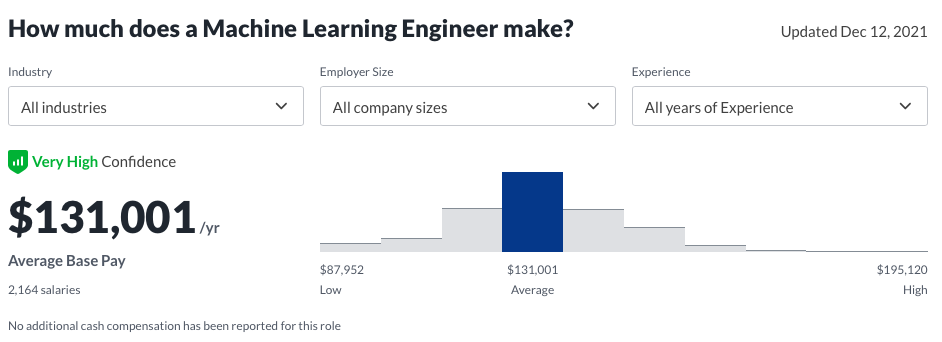 How much does a Machine Learning Engineer make?
Updated Dec 12, 2021
Industry
Employer Size
Experience
All industries
All company sizes
All years of Experience
Very High Confidence
$131,001 /yr
Average Base Pay
2,164 salaries
$87,952
$131,001
$195,120
Low
Average
High
No additional cash compensation has been reported for this role